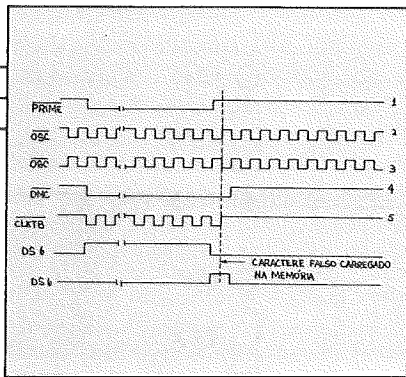 PRIME 1
OSC 2
OSC 3
DMC 4
CLKTB 5
DS 6
CARACTERE FALSO CARREGADO
NA MEMÓRIA
DS 6